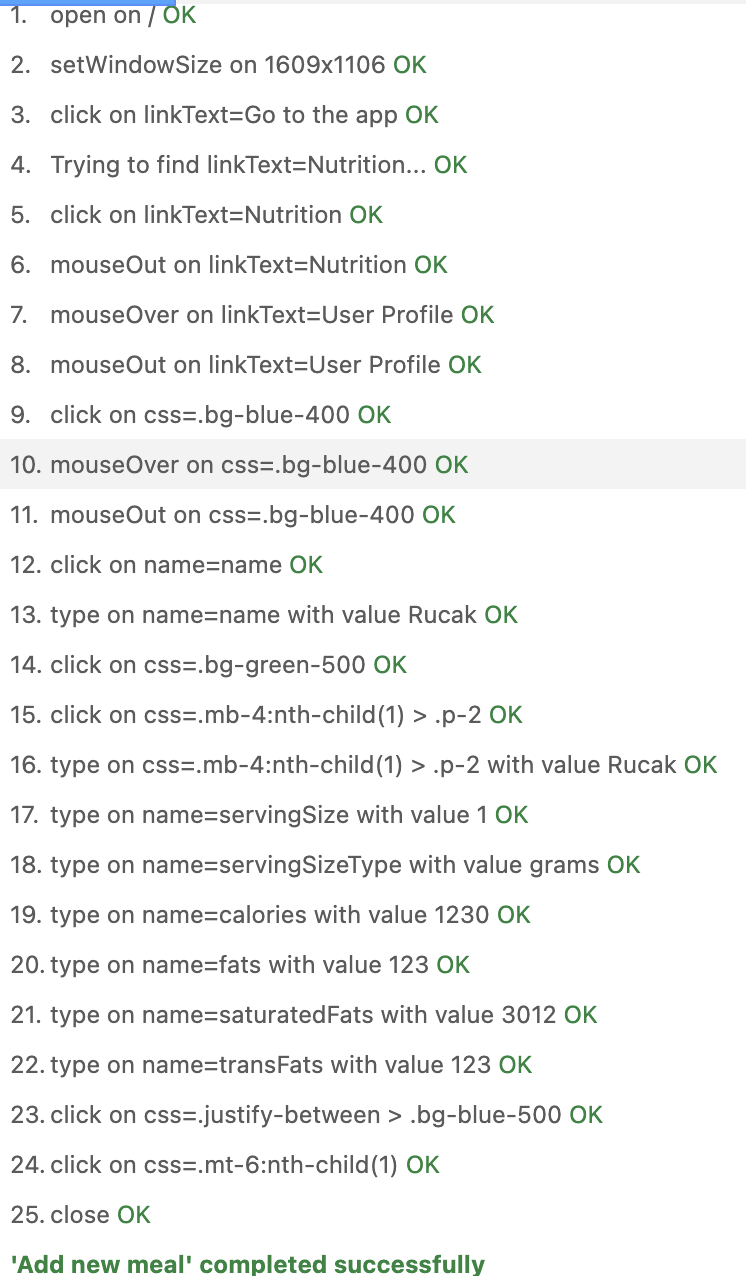 1. open on / OK
2. setWindowSize on 1609x1106 OK
3. click on linkText=Go to the app OK
4. Trying to find linkText=Nutrition... OK
5. click on linkText=Nutrition OK
6. mouseOut on linkText=Nutrition OK
7. mouseOver on linkText=User Profile OK
8. mouseOut on linkText=User Profile OK
9. click on css=.bg-blue-400 OK
10. mouseOver on css=.bg-blue-400 OK
11. mouseOut on css=.bg-blue-400 OK
12. click on name=name OK
13. type on name=name with value Rucak OK
14. click on css=.bg-green-500 OK
15. click on css=.mb-4:nth-child(1) > .p-2 OK
16. type on css=.mb-4:nth-child(1) > .p-2 with value Rucak OK
17. type on name=servingSize with value 1 OK
18. type on name=servingSizeType with value grams OK
19. type on name=calories with value 1230 OK
20. type on name=fats with value 123 OK
21. type on name=saturatedFats with value 3012 OK
22. type on name=transFats with value 123 OK
23. click on css=.justify-between > .bg-blue-500 OK
24. click on css=.mt-6:nth-child(1) OK
25. close OK
'Add new meal' completed successfully